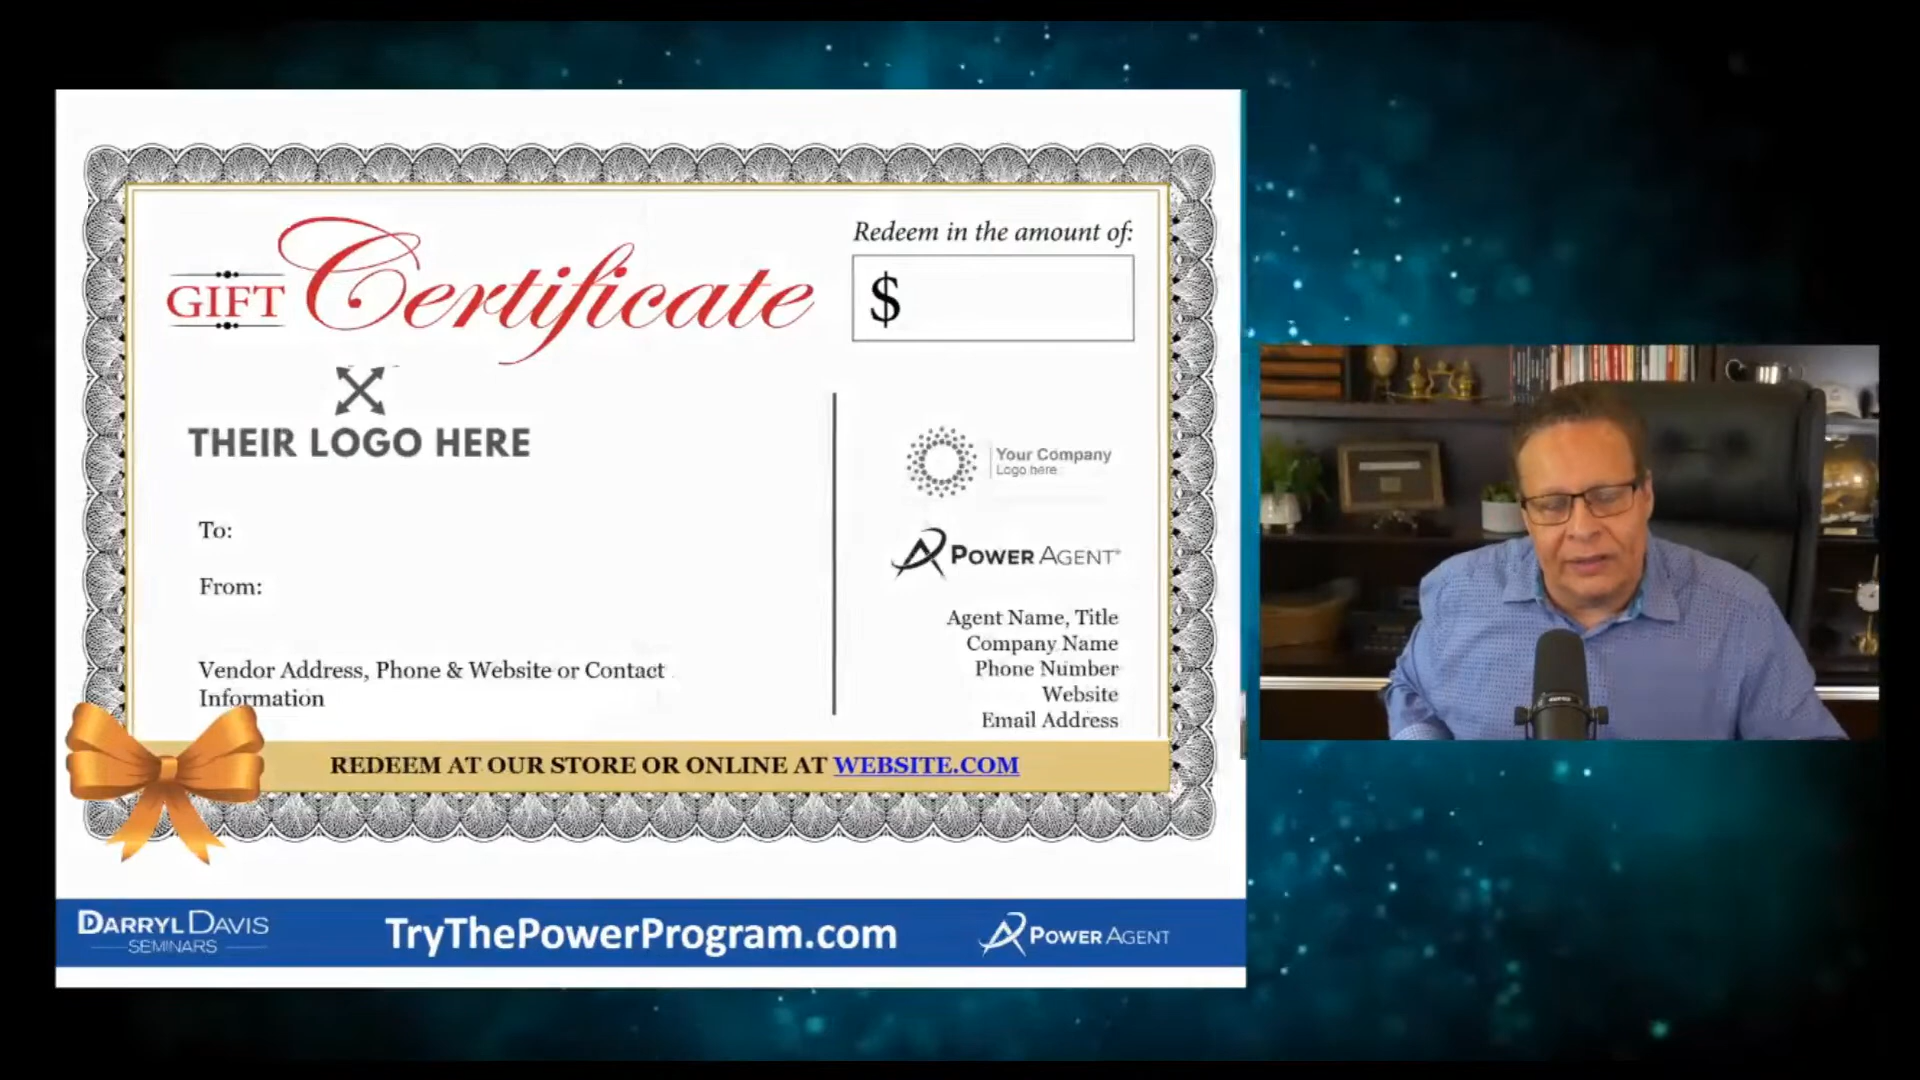 GIFT Certificate
Redeem in the amount of:
$
THEIR LOGO HERE
To:
From:
Vendor Address, Phone & Website or Contact
Information
Your Company
Logo here
POWER AGENT®
Agent Name, Title
Company Name
Phone Number
Website
Email Address
REDEEM AT OUR STORE OR ONLINE AT WEBSITE.COM
DARRYL DAVIS
SEMINARS
TryThePowerProgram.com
POWER AGENT